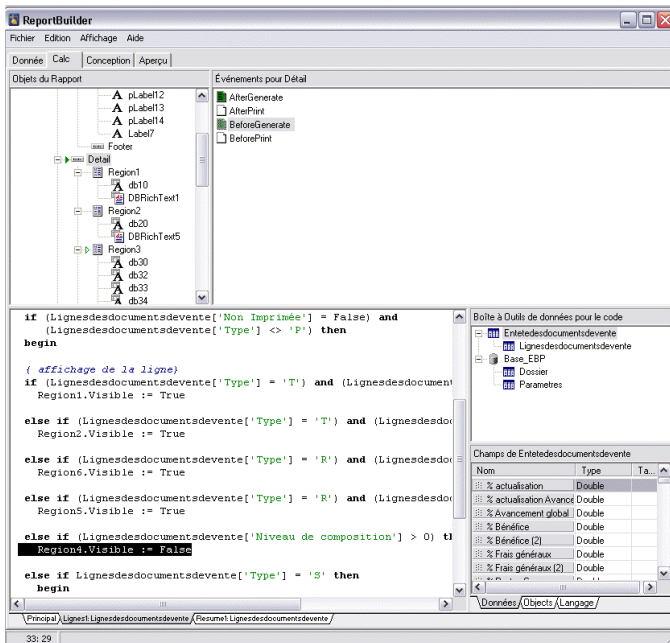 ReportBuilder
Fichier Edition Affichage Aide
Donnée Calc Conception Aperçu
Objets du Rapport
Événements pour Détail
pLabel12
pLabel13
pLabel14
Label7
Footer
Detail
Region1
db10
DBRichText1
Region2
db20
DBRichText5
Region3
db30
db32
db33
db34
AfterGenerate
AfterPrint
BeforeGenerate
BeforePrint
if (Lignesdesdocumentsdevente['Non Imprimée'] = False) and
(Lignesdesdocumentsdevente['Type'] <> 'P') then
begin
{ affichage de la ligne}
if (Lignesdesdocumentsdevente['Type'] = 'T') and (Lignesdesdocument
Region1.Visible := True
else if (Lignesdesdocumentsdevente['Type'] = 'T') and (Lignesdesdo
Region2.Visible := True
else if (Lignesdesdocumentsdevente['Type'] = 'R') and (Lignesdesdo
Region6.Visible := True
else if (Lignesdesdocumentsdevente['Type'] = 'R') and (Lignesdesdo
Region5.Visible := True
else if (Lignesdesdocumentsdevente['Niveau de composition'] > 0) t
Region4.Visible := False
else if Lignesdesdocumentsdevente['Type'] = 'S' then
begin
Principal Lignes1: Lignesdesdocumentsdevente Resume1: Lignesdesdocumentsdevente
33: 29
Boîte à Outils de données pour le code
Entetedesdocumentsdevente
Lignesdesdocumentsdevente
Base_EBP
Dossier
Parametres
Champs de Entetedesdocumentsdevente
Nom Type Ta...
% actualisation Double
% actualisation Avance Double
% Avancement global Double
% Bénéfice Double
% Bénéfice (2) Double
% Frais généraux Double
% Frais généraux (2) Double
Données Objects Langage